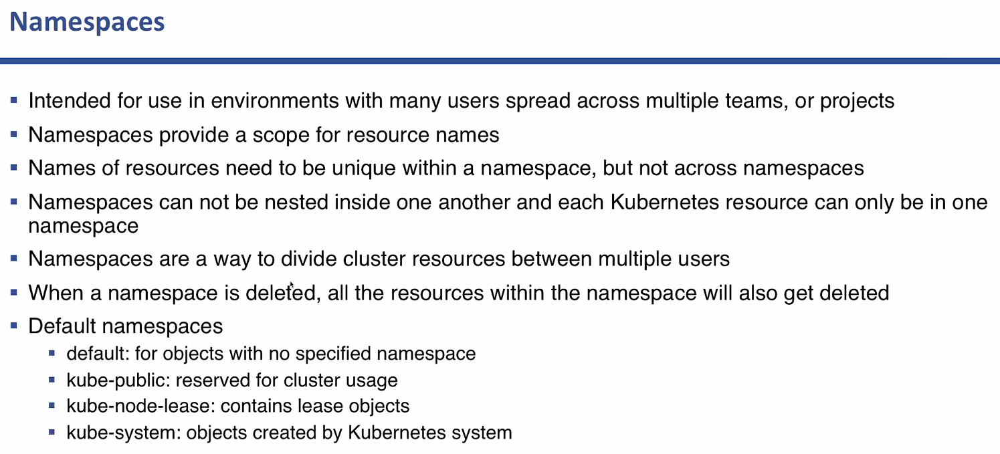 Namespaces
Intended for use in environments with many users spread across multiple teams, or projects
Namespaces provide a scope for resource names
Names of resources need to be unique within a namespace, but not across namespaces
Namespaces can not be nested inside one another and each Kubernetes resource can only be in one
namespace
Namespaces are a way to divide cluster resources between multiple users
When a namespace is deleted, all the resources within the namespace will also get deleted
Default namespaces
default: for objects with no specified namespace
kube-public: reserved for cluster usage
kube-node-lease: contains lease objects
kube-system: objects created by Kubernetes system